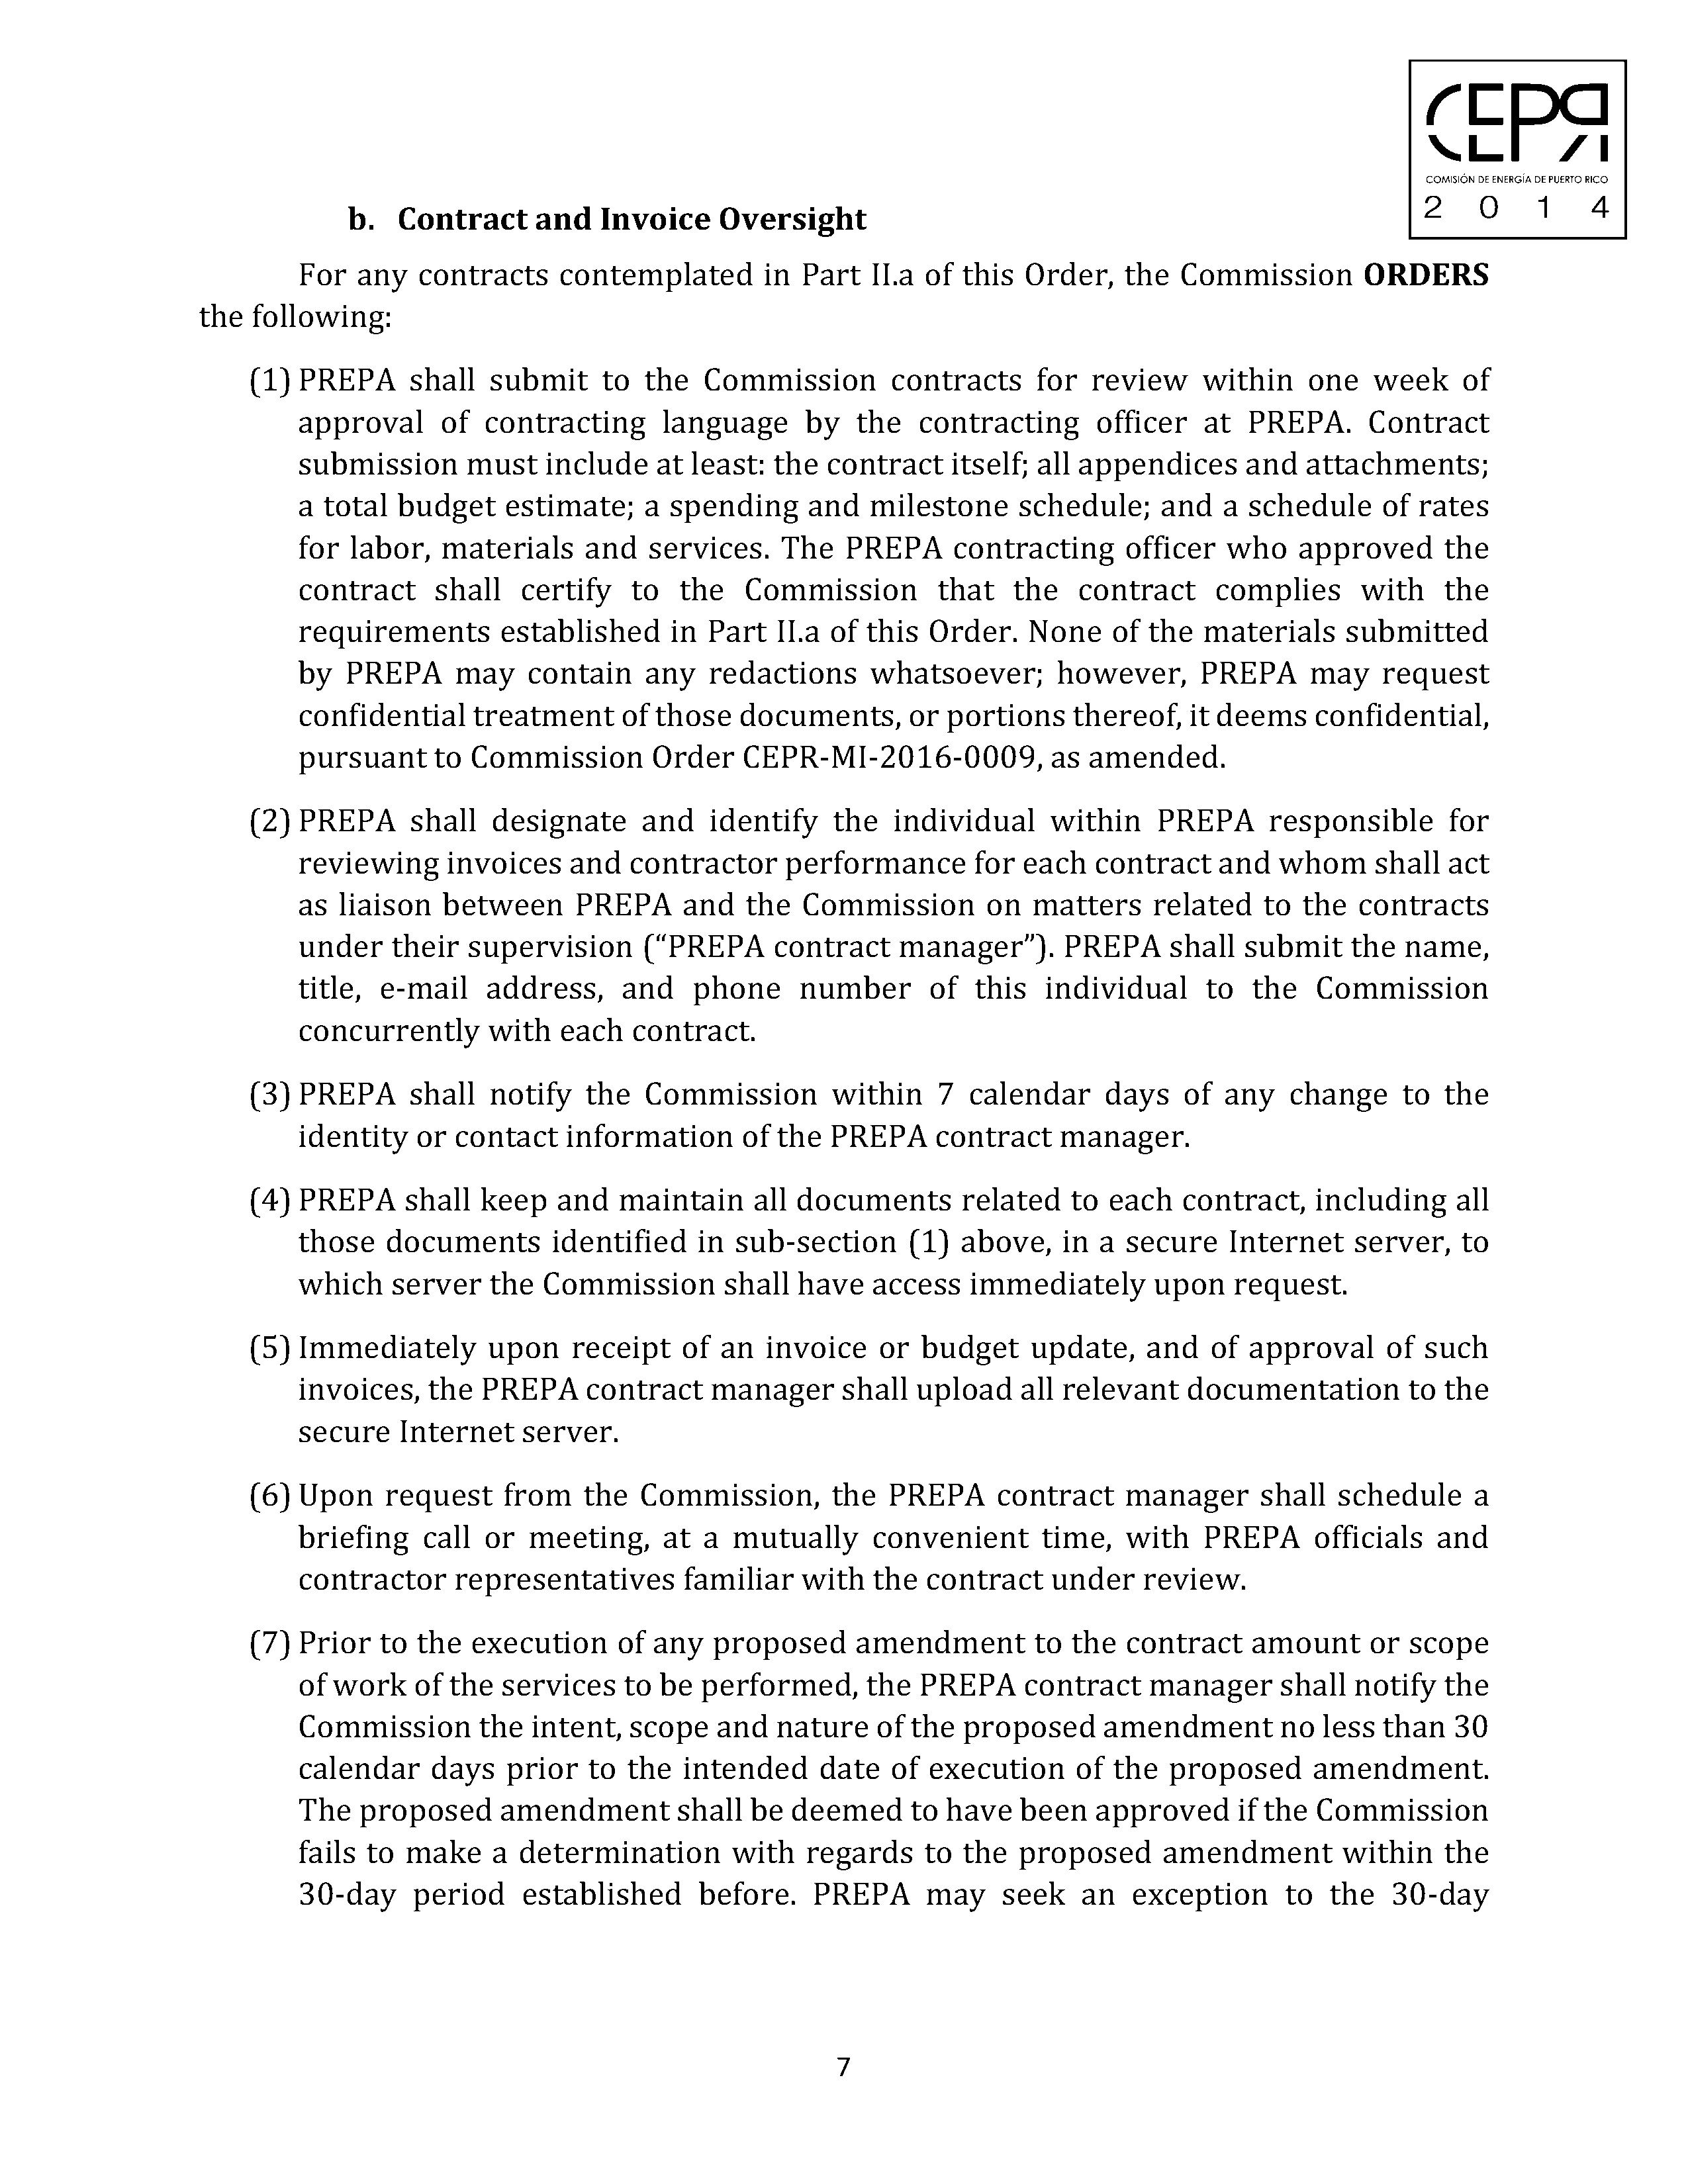 CEPR
COMISIÓN DE ENERGÍA DE PUERTO RICO
2 0 1 4
b. Contract and Invoice Oversight
For any contracts contemplated in Part II.a of this Order, the Commission ORDERS
the following:
(1) PREPA shall submit to the Commission contracts for review within one week of
approval of contracting language by the contracting officer at PREPA. Contract
submission must include at least: the contract itself; all appendices and attachments;
a total budget estimate; a spending and milestone schedule; and a schedule of rates
for labor, materials and services. The PREPA contracting officer who approved the
contract shall certify to the Commission that the contract complies with the
requirements established in Part II.a of this Order. None of the materials submitted
by PREPA may contain any redactions whatsoever; however, PREPA may request
confidential treatment of those documents, or portions thereof, it deems confidential,
pursuant to Commission Order CEPR-MI-2016-0009, as amended.
(2) PREPA shall designate and identify the individual within PREPA responsible for
reviewing invoices and contractor performance for each contract and whom shall act
as liaison between PREPA and the Commission on matters related to the contracts
under their supervision (“PREPA contract manager”). PREPA shall submit the name,
title, e-mail address, and phone number of this individual to the Commission
concurrently with each contract.
(3) PREPA shall notify the Commission within 7 calendar days of any change to the
identity or contact information of the PREPA contract manager.
(4) PREPA shall keep and maintain all documents related to each contract, including all
those documents identified in sub-section (1) above, in a secure Internet server, to
which server the Commission shall have access immediately upon request.
(5) Immediately upon receipt of an invoice or budget update, and of approval of such
invoices, the PREPA contract manager shall upload all relevant documentation to the
secure Internet server.
(6) Upon request from the Commission, the PREPA contract manager shall schedule a
briefing call or meeting, at a mutually convenient time, with PREPA officials and
contractor representatives familiar with the contract under review.
(7) Prior to the execution of any proposed amendment to the contract amount or scope
of work of the services to be performed, the PREPA contract manager shall notify the
Commission the intent, scope and nature of the proposed amendment no less than 30
calendar days prior to the intended date of execution of the proposed amendment.
The proposed amendment shall be deemed to have been approved if the Commission
fails to make a determination with regards to the proposed amendment within the
30-day period established before. PREPA may seek an exception to the 30-day
7